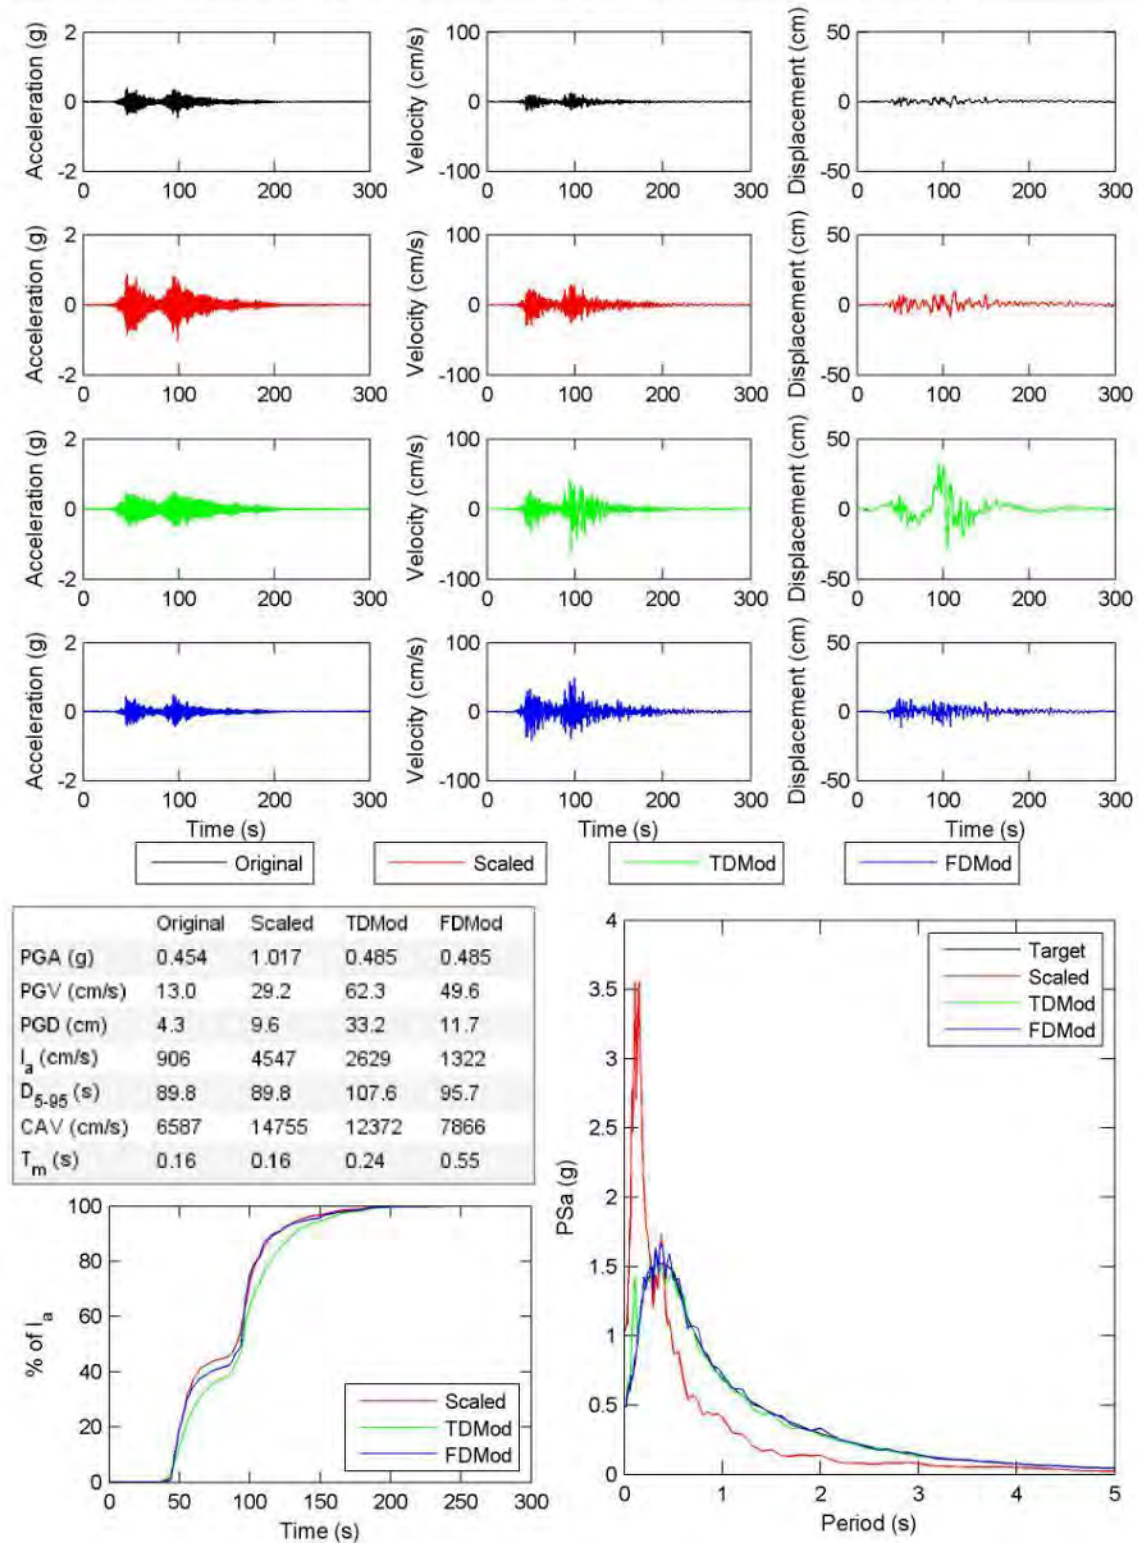 Acceleration (g)
2
0
-2
0 100 200 300
Velocity (cm/s)
100
0
-100
0 100 200 300
Displacement (cm)
50
0
-50
0 100 200 300
Acceleration (g)
2
0
-2
0 100 200 300
Velocity (cm/s)
100
0
-100
0 100 200 300
Displacement (cm)
50
0
-50
0 100 200 300
Acceleration (g)
2
0
-2
0 100 200 300
Velocity (cm/s)
100
0
-100
0 100 200 300
Displacement (cm)
50
0
-50
0 100 200 300
Acceleration (g)
2
0
-2
0 100 200 300
Time (s)
Velocity (cm/s)
100
0
-100
0 100 200 300
Time (s)
Displacement (cm)
50
0
-50
0 100 200 300
Time (s)
Original
Scaled
TDMod
FDMod
Original Scaled TDMod FDMod
PGA (g) 0.454 1.017 0.485 0.485
PGV (cm/s) 13.0 29.2 62.3 49.6
PGD (cm) 4.3 9.6 33.2 11.7
Ia (cm/s) 906 4547 2629 1322
D5-95 (s) 89.8 89.8 107.6 95.7
CAV (cm/s) 6587 14755 12372 7866
Tm (s) 0.16 0.16 0.24 0.55
% of Ia
100
80
60
40
20
0
0 50 100 150 200 250 300
Time (s)
Scaled
TDMod
FDMod
PSa (g)
4
3.5
3
2.5
2
1.5
1
0.5
0
0 1 2 3 4 5
Period (s)
Target
Scaled
TDMod
FDMod